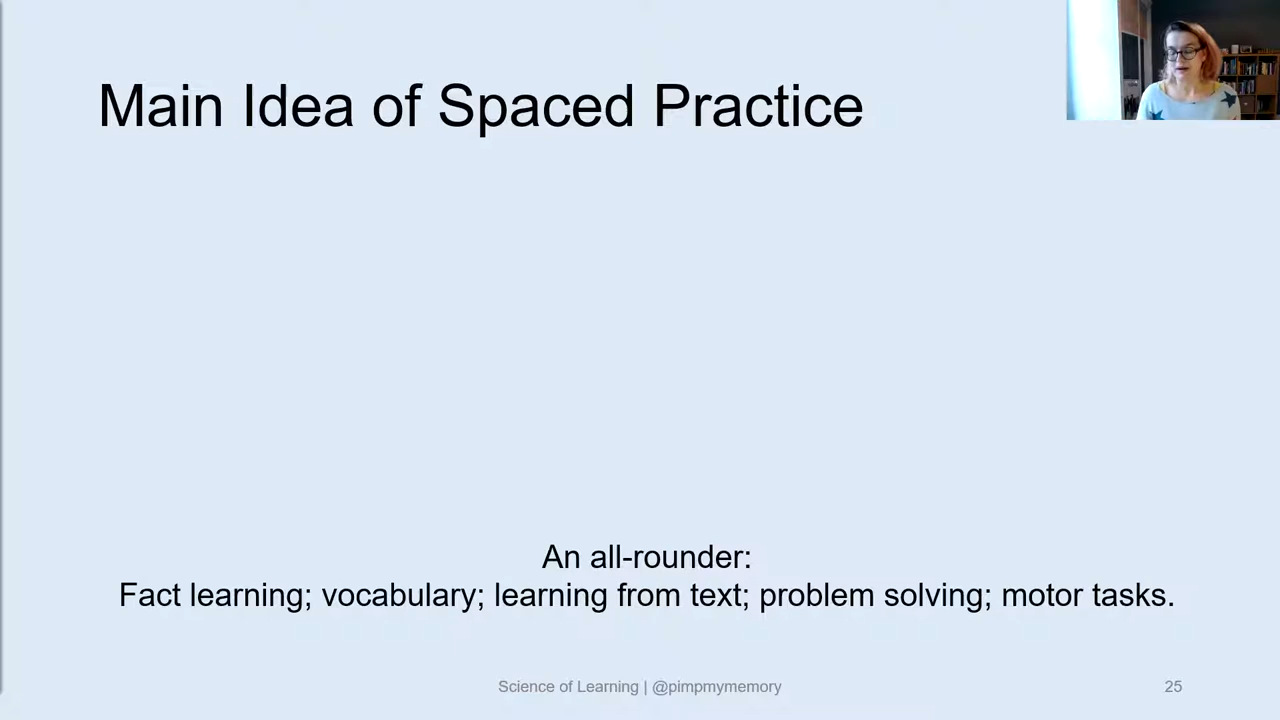 Main Idea of Spaced Practice
An all-rounder:
Fact learning; vocabulary; learning from text; problem solving; motor tasks.
Science of Learning | @pimpmymemory
25